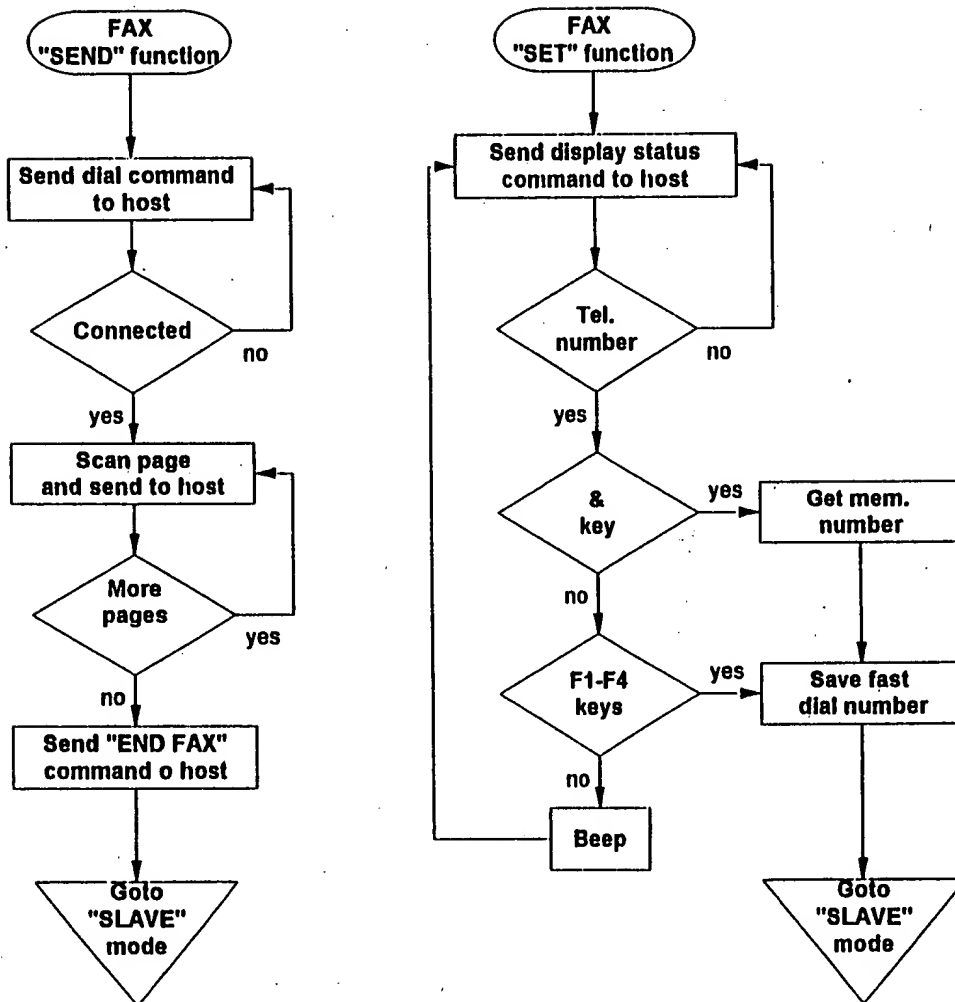 FAX
"SEND" function
Send dial command
to host
Connected
no
yes
Scan page
and send to host
More
pages
yes
no
Send "END FAX"
command o host
Goto
"SLAVE"
mode
FAX
"SET" function
Send display status
command to host
Tel.
number
no
yes
&
key
yes
Get mem.
number
no
F1-F4
keys
yes
Save fast
dial number
no
Beep
Goto
"SLAVE"
mode